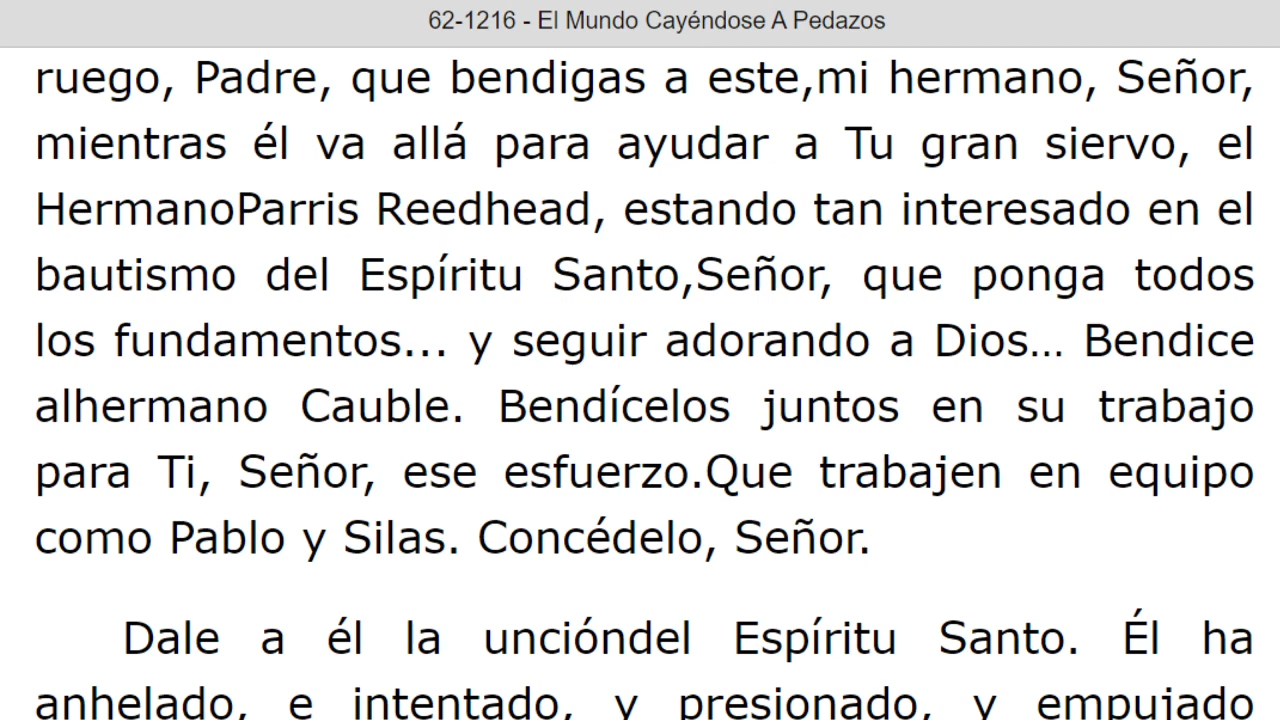 62-1216 - El Mundo Cayéndose A Pedazos
ruego, Padre, que bendigas a este,mi hermano, Señor,
mientras él va allá para ayudar a Tu gran siervo, el
HermanoParris Reedhead, estando tan interesado en el
bautismo del Espíritu Santo,Señor, que ponga todos
los fundamentos... y seguir adorando a Dios... Bendice
alhermano Cauble. Bendícelos juntos en su trabajo
para Ti, Señor, ese esfuerzo.Que trabajen en equipo
como Pablo y Silas. Concédelo, Señor.
Dale a él la uncióndel Espíritu Santo. Él ha
anhelado, e intentado, y presionado, y empujado